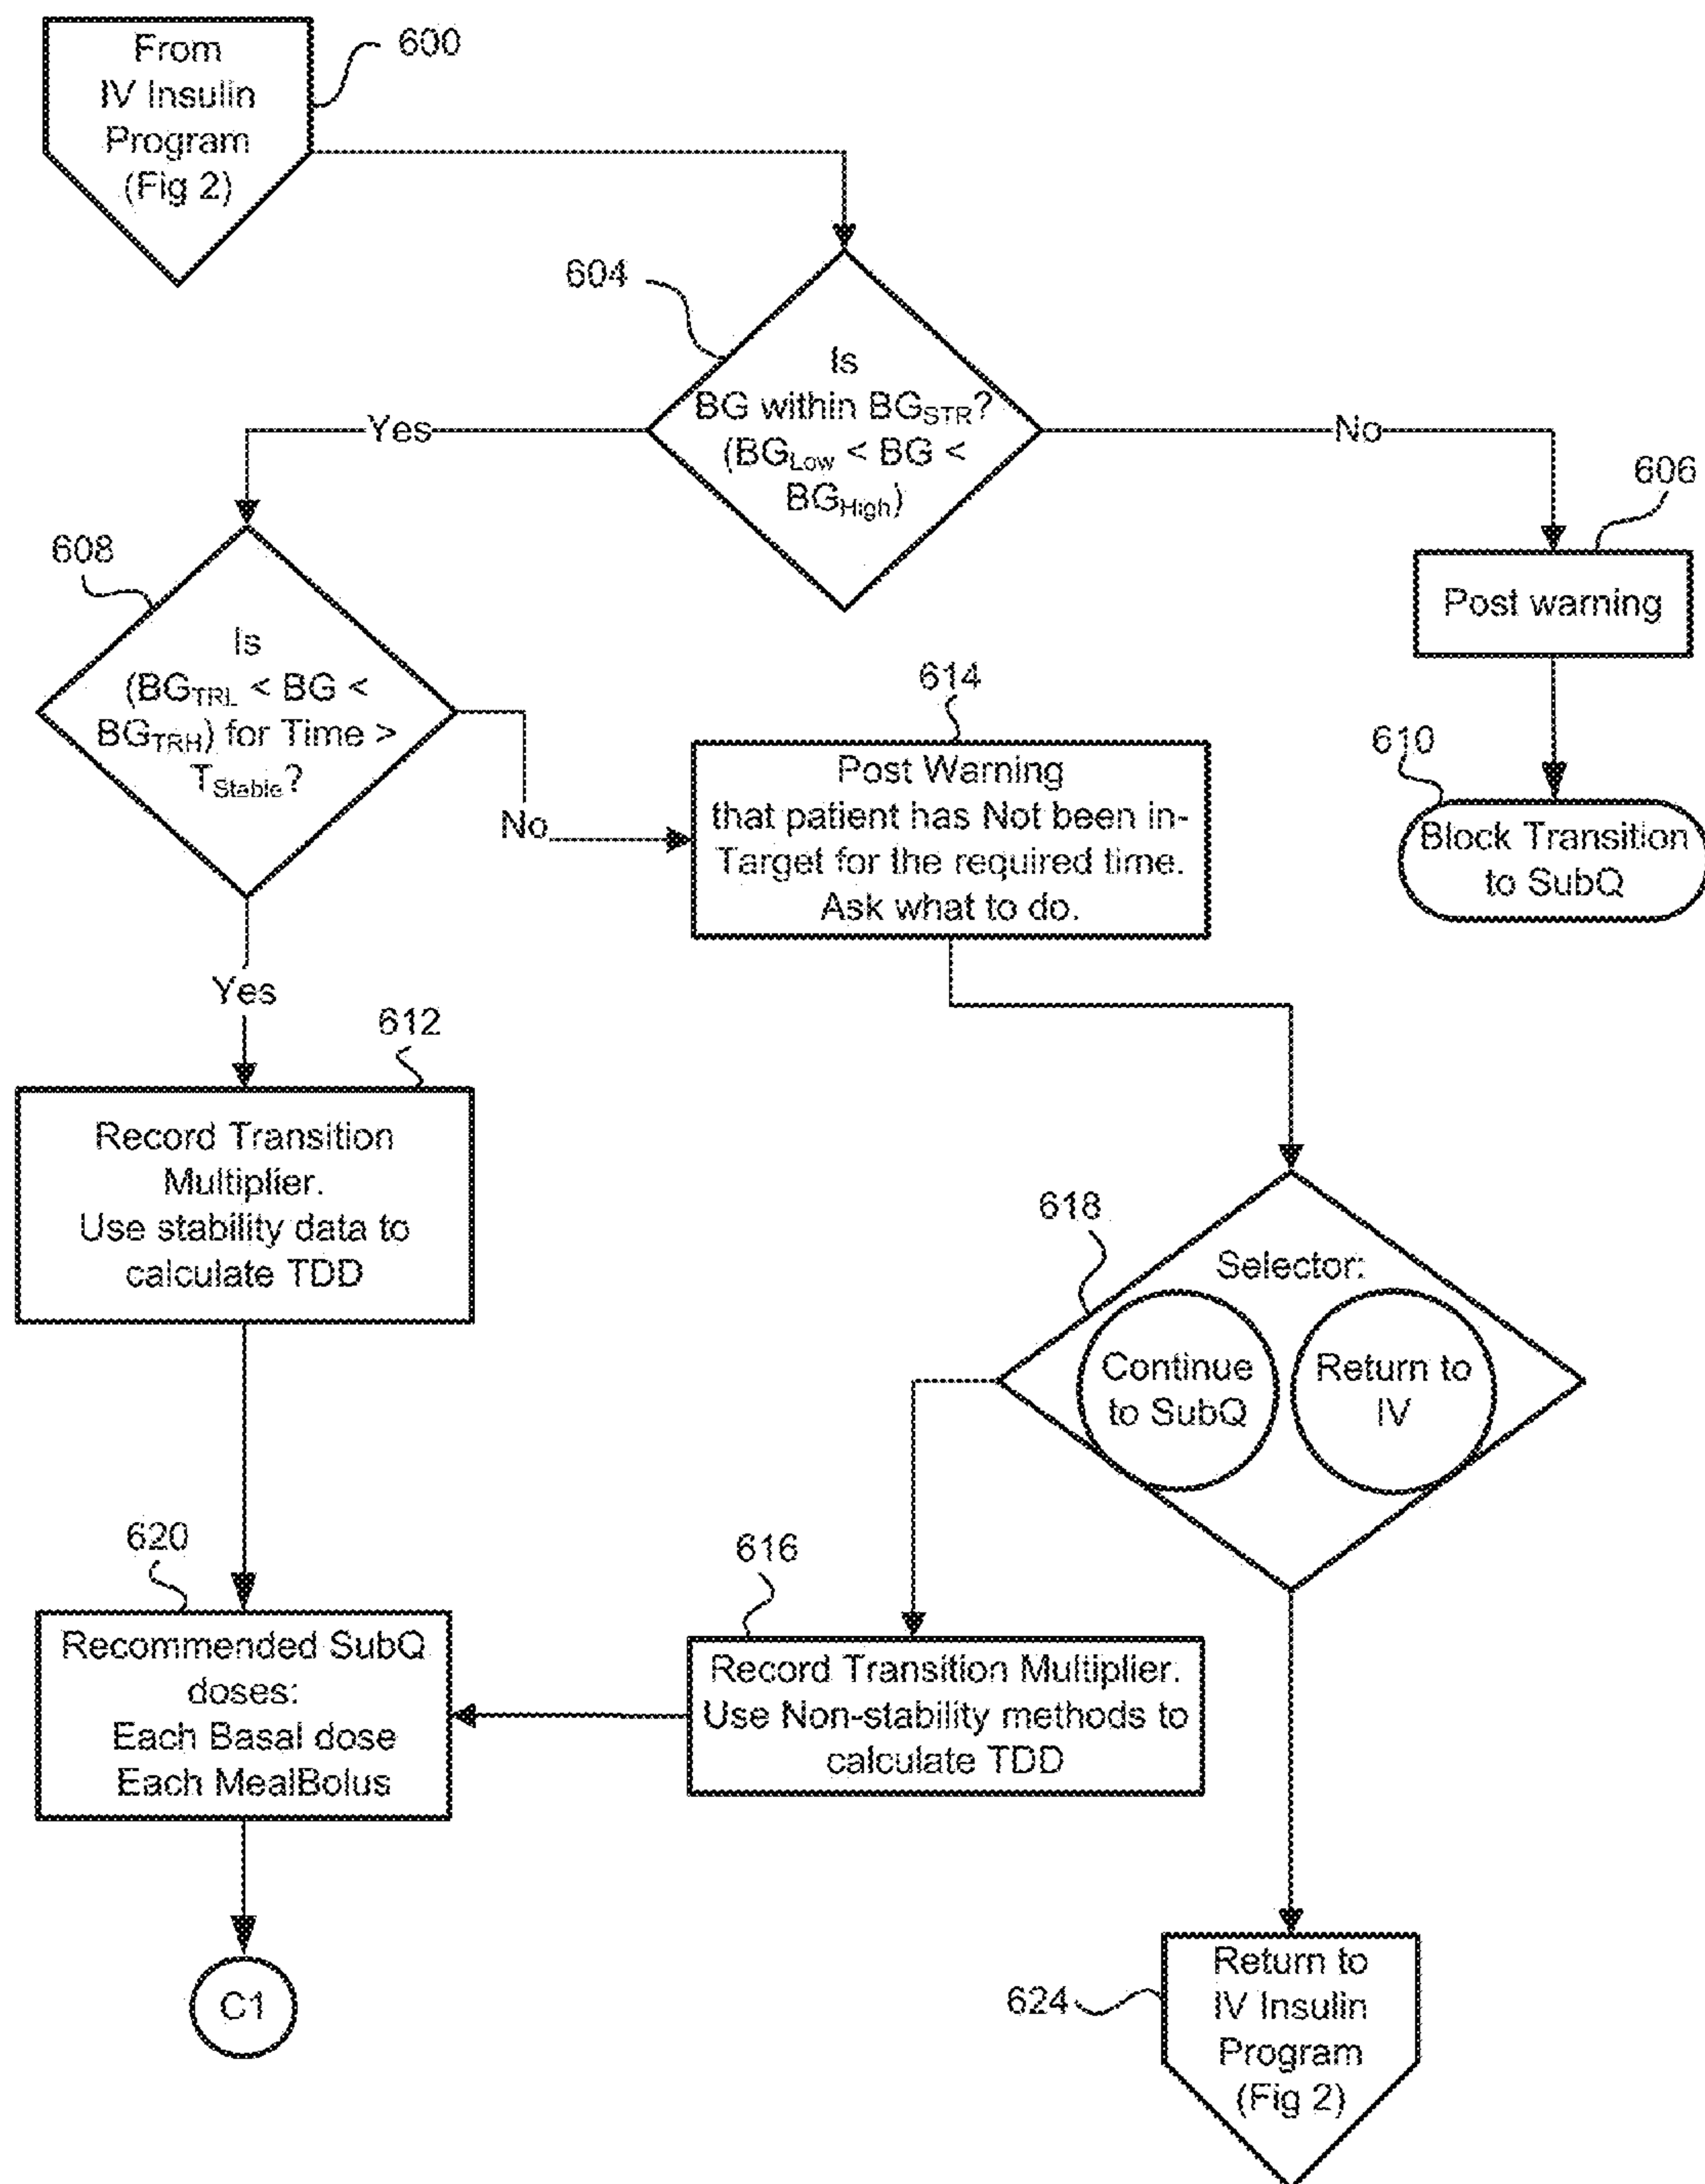 From
IV Insulin
Program
(Fig 2)
600
604
Is
BG within BGSTR?
(BGLow < BG <
BGHigh)
Yes
No
606
Post warning
608
Is
(BGTRL < BG <
BGTRH) for Time >
TStable?
No
Yes
614
Post Warning
that patient has Not been in-
Target for the required time.
Ask what to do.
610
Block Transition
to SubQ
612
Record Transition
Multiplier.
Use stability data to
calculate TDD
618
Selector:
Continue
to SubQ
Return to
IV
620
Recommended SubQ
doses:
Each Basal dose
Each MealBolus
616
Record Transition Multiplier.
Use Non-stability methods to
calculate TDD
C1
624
Return to
IV Insulin
Program
(Fig 2)